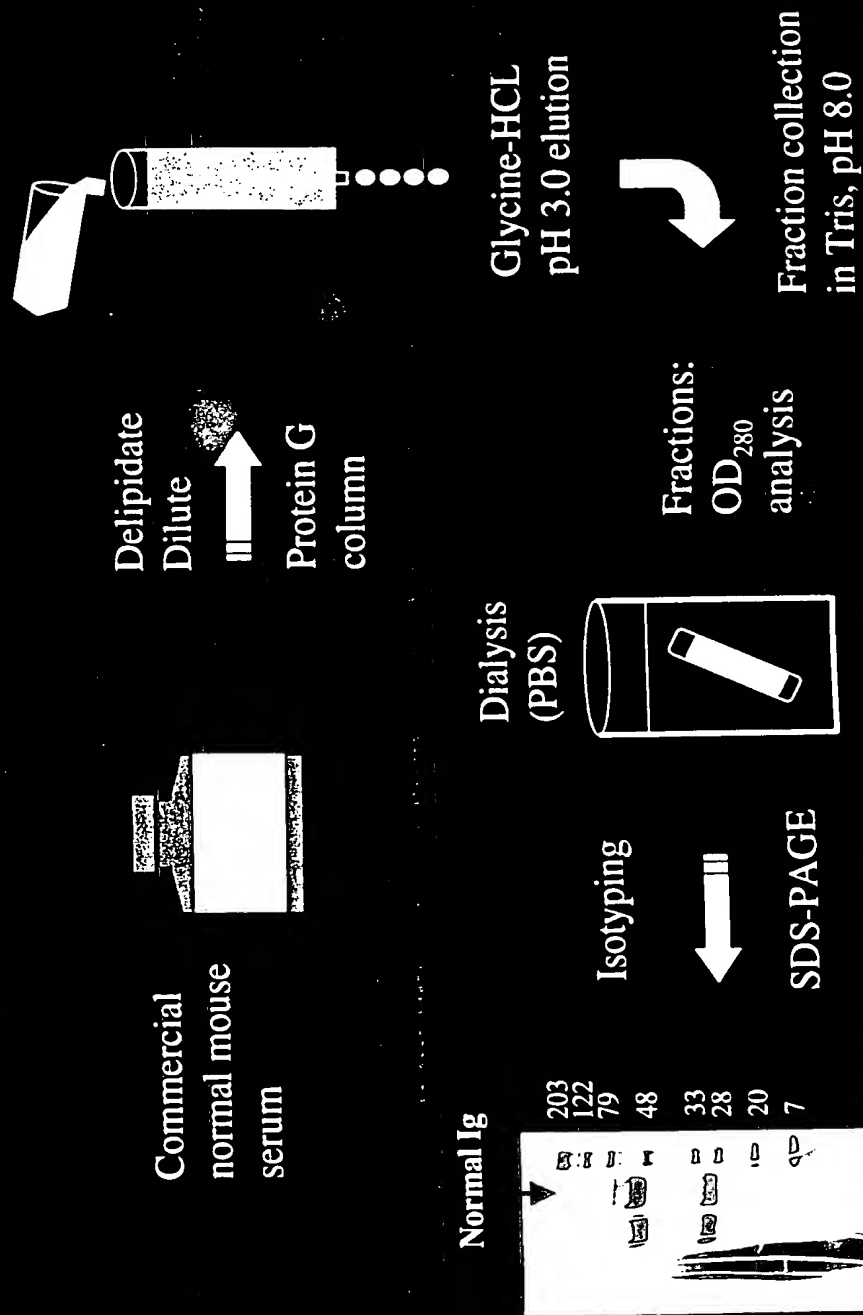 Commercial
normal mouse
serum
Delipidate
Dilute
Protein G
column
Glycine-HCL
pH 3.0 elution
Fraction collection
in Tris, pH 8.0
Fractions:
OD280
analysis
Dialysis
(PBS)
Isotyping
SDS-PAGE
Normal Ig
203
122
79
48
33
28
20
7